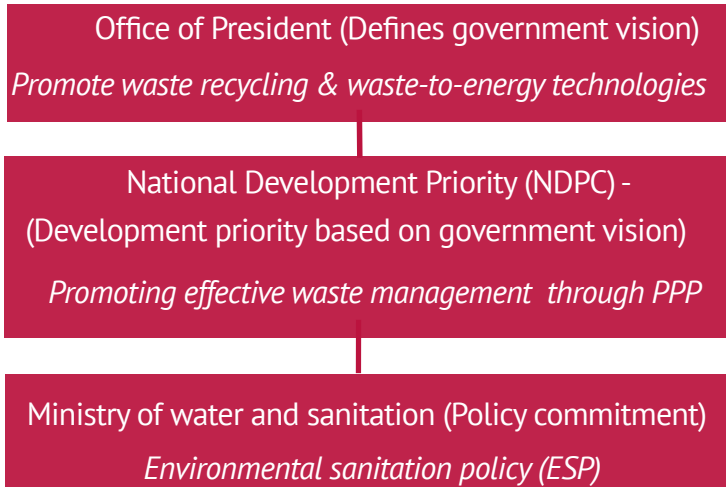 Office of President (Defines government vision)
Promote waste recycling & waste-to-energy technologies
National Development Priority (NDPC) -
(Development priority based on government vision)
Promoting effective waste management through PPP
Ministry of water and sanitation (Policy commitment)
Environmental sanitation policy (ESP)